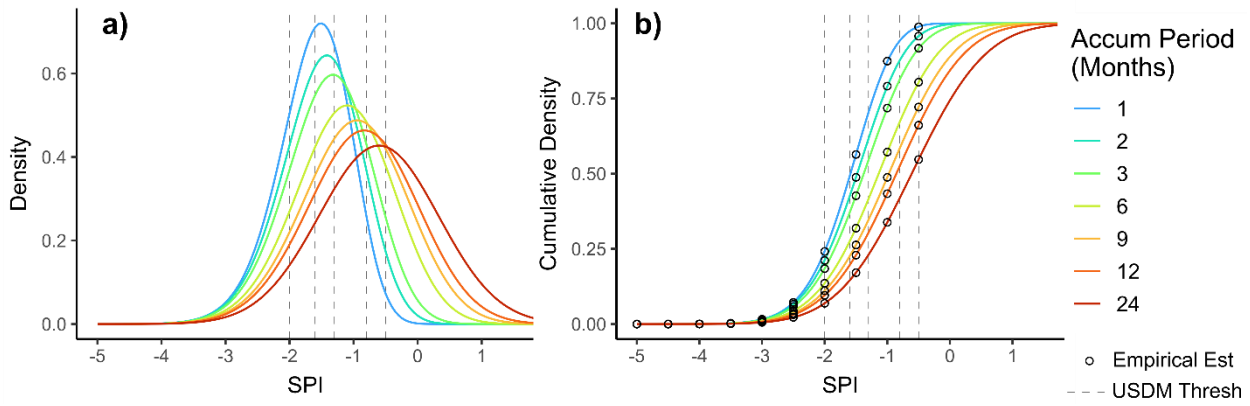 a)
Density
0.6
0.4
0.2
0.0
-5 -4 -3 -2 -1 0 1
SPI
b)
Cumulative Density
1.00
0.75
0.50
0.25
0.00
-5 -4 -3 -2 -1 0 1
SPI
Accum Period
(Months)
1
2
3
6
9
12
24
Empirical Est
USDM Thresh